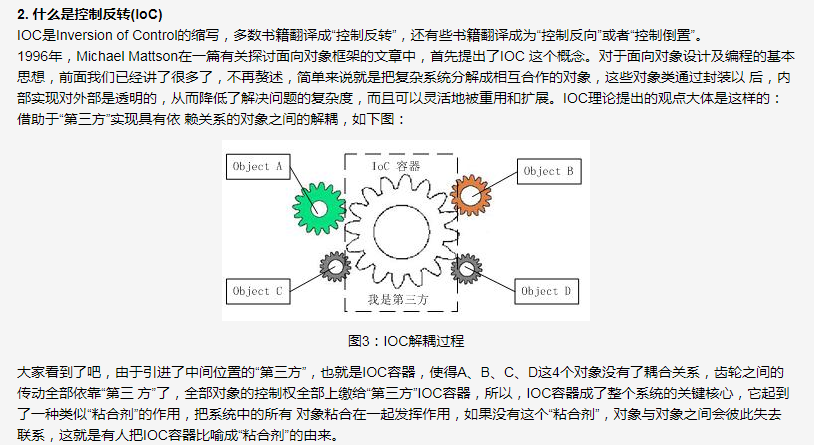 2. 什么是控制反转(IoC)
IOC是Inversion of Control的缩写，多数书籍翻译成“控制反转”，还有些书籍翻译成为“控制反向”或者“控制倒置”。
1996年，Michael Mattson在一篇有关探讨面向对象框架的文章中，首先提出了IOC 这个概念。对于面向对象设计及编程的基本
思想，前面我们已经讲了很多了，不再赘述，简单来说就是把复杂系统分解成相互合作的对象，这些对象类通过封装以 后，内
部实现对外部是透明的，从而降低了解决问题的复杂度，而且可以灵活地被重用和扩展。IOC理论提出的观点大体是这样的：
借助于“第三方”实现具有依 赖关系的对象之间的解耦，如下图：
Object A
IoC 容器
Object B
Object C
我是第三方
Object D
图3：IOC解耦过程
大家看到了吧，由于引进了中间位置的“第三方”，也就是IOC容器，使得A、B、C、D这4个对象没有了耦合关系，齿轮之间的
传动全部依靠“第三 方”了，全部对象的控制权全部上缴给“第三方”IOC容器，所以，IOC容器成了整个系统的关键核心，它起到
了一种类似“粘合剂”的作用，把系统中的所有 对象粘合在一起发挥作用，如果没有这个“粘合剂”，对象与对象之间会彼此失去
联系，这就是有人把IOC容器比喻成“粘合剂”的由来。